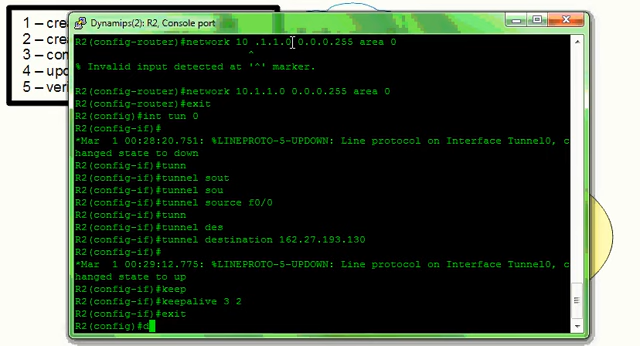 1 – crea
2 – crea
3 – con
4 – upd
5 – veri
Dynamips(2): R2, Console port
R2(config-router)#network 10 .1.1.0 0.0.0.255 area 0
^
% Invalid input detected at '^' marker.
R2(config-router)#network 10.1.1.0 0.0.0.255 area 0
R2(config-router)#exit
R2(config)#int tun 0
R2(config-if)#
*Mar  1 00:28:20.751: %LINEPROTO-5-UPDOWN: Line protocol on Interface Tunnel0, c
hanged state to down
R2(config-if)#tunn
R2(config-if)#tunnel sout
R2(config-if)#tunnel sou
R2(config-if)#tunnel source f0/0
R2(config-if)#tunn
R2(config-if)#tunnel des
R2(config-if)#tunnel destination 162.27.193.130
R2(config-if)#
*Mar  1 00:29:12.775: %LINEPROTO-5-UPDOWN: Line protocol on Interface Tunnel0, c
hanged state to up
R2(config-if)#keep
R2(config-if)#keepalive 3 2
R2(config-if)#exit
R2(config)#d